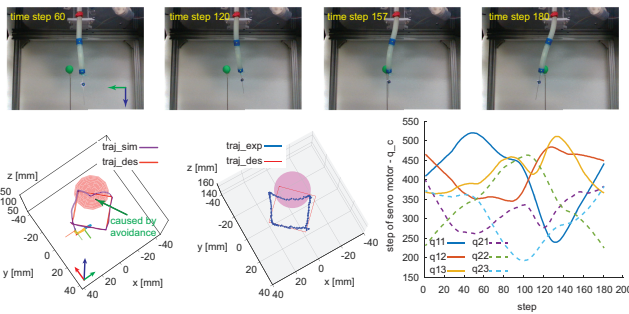 time step 60
time step 120
time step 157
time step 180
traj_sim
traj_des
z [mm]
50
100
50
-20
0
20
40
y [mm]
caused by
avoidance
-40
-20
0
20
40
x [mm]
traj_exp
traj_des
z [mm]
160
140
-40
-20
0
20
40
y [mm]
-40
-20
0
20
40
x [mm]
step of servo motor - q_c
550
500
450
400
350
300
250
200
150
q11
q21
q12
q22
q13
q23
0 20 40 60 80 100 120 140 160 180 200
step